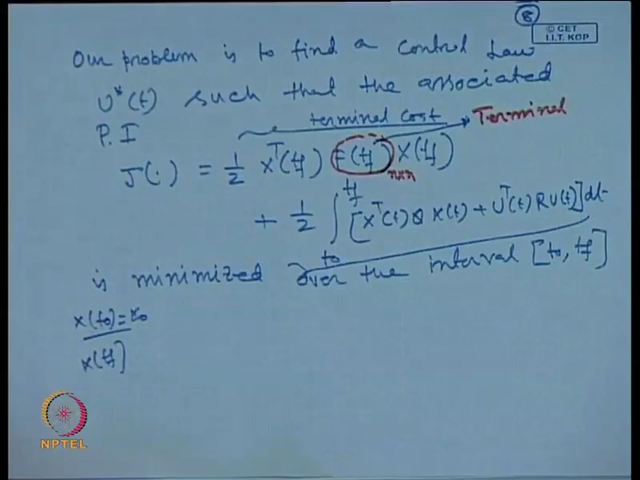 8
© CET
I.I.T. KGP
Our problem is to find a control Law
U*(t) such that the associated
P.I
terminal cost
Terminal
J(.) = 1/2 x^T(tf) F(tf) x(tf)
n×n
+ 1/2 ∫_{t0}^{tf} [x^T(t) Q x(t) + U^T(t) R U(t)] dt
is minimized over the interval [t0, tf]
x(t0) = x0
x(tf)
NPTEL